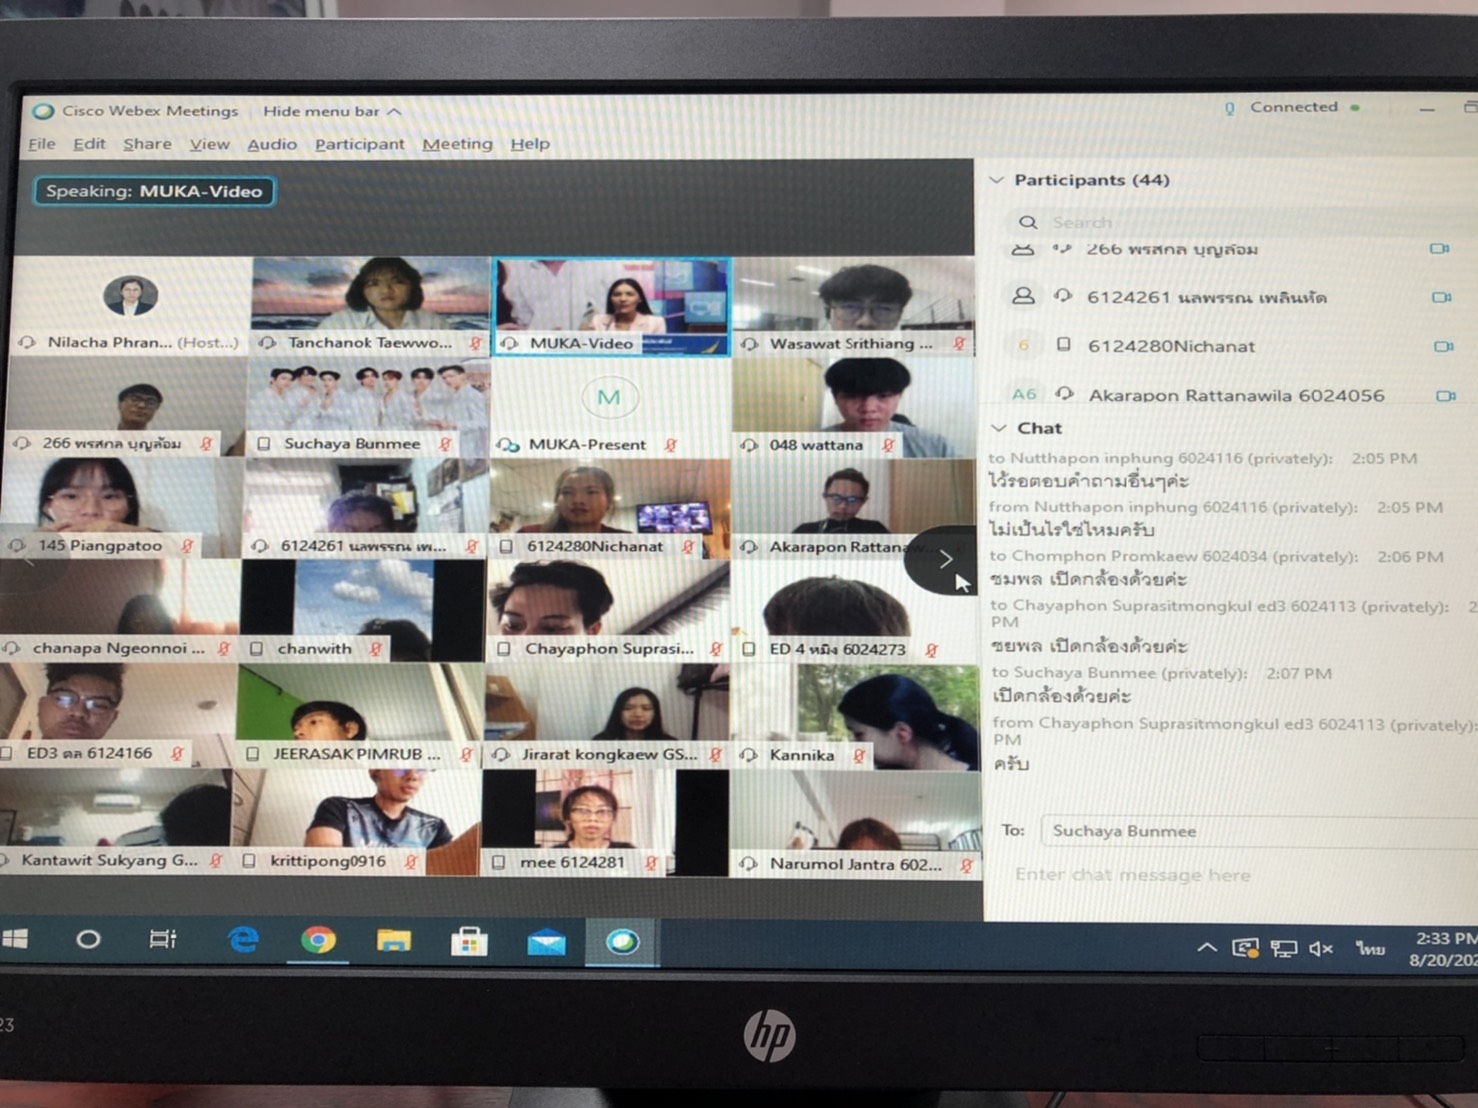 Cisco Webex Meetings Hide menu bar Connected
File Edit Share View Audio Participant Meeting Help
Speaking: MUKA-Video
Nilacha Phran... (Host...)
Tanchanok Taewwo...
MUKA-Video
Wasawat Srithiang ...
266 พรสกล บุญล้อม
Suchaya Bunmee
M
MUKA-Present
048 wattana
145 Piangpatoo
6124261 นลพรรณ เพ...
6124280Nichanat
Akarapon Rattana
chanapa Ngeonnoi ...
chanwith
Chayaphon Suprasi...
ED 4 หมิง 6024273
ED3 ดล 6124166
JEERASAK PIMRUB ...
Jirarat kongkaew GS...
Kannika
Kantawit Sukyang G...
krittipong0916
mee 6124281
Narumol Jantra 602...
Participants (44)
Search
266 พรสกล บุญล้อม
6124261 นลพรรณ เพลินหัด
6 6124280Nichanat
A6 Akarapon Rattanawila 6024056
Chat
to Nutthapon inphung 6024116 (privately): 2:05 PM
ไว้รอตอบคำถามอื่นๆค่ะ
from Nutthapon inphung 6024116 (privately): 2:05 PM
ไม่เป็นไรใช่ไหมครับ
to Chomphon Promkaew 6024034 (privately): 2:06 PM
ชมพล เปิดกล้องด้วยค่ะ
to Chayaphon Suprasitmongkul ed3 6024113 (privately): 2
PM
ชยพล เปิดกล้องด้วยค่ะ
to Suchaya Bunmee (privately): 2:07 PM
เปิดกล้องด้วยค่ะ
from Chayaphon Suprasitmongkul ed3 6024113 (privately):
PM
ครับ
To: Suchaya Bunmee
Enter chat message here
ไทย
2:33 PM
8/20/202
hp
23